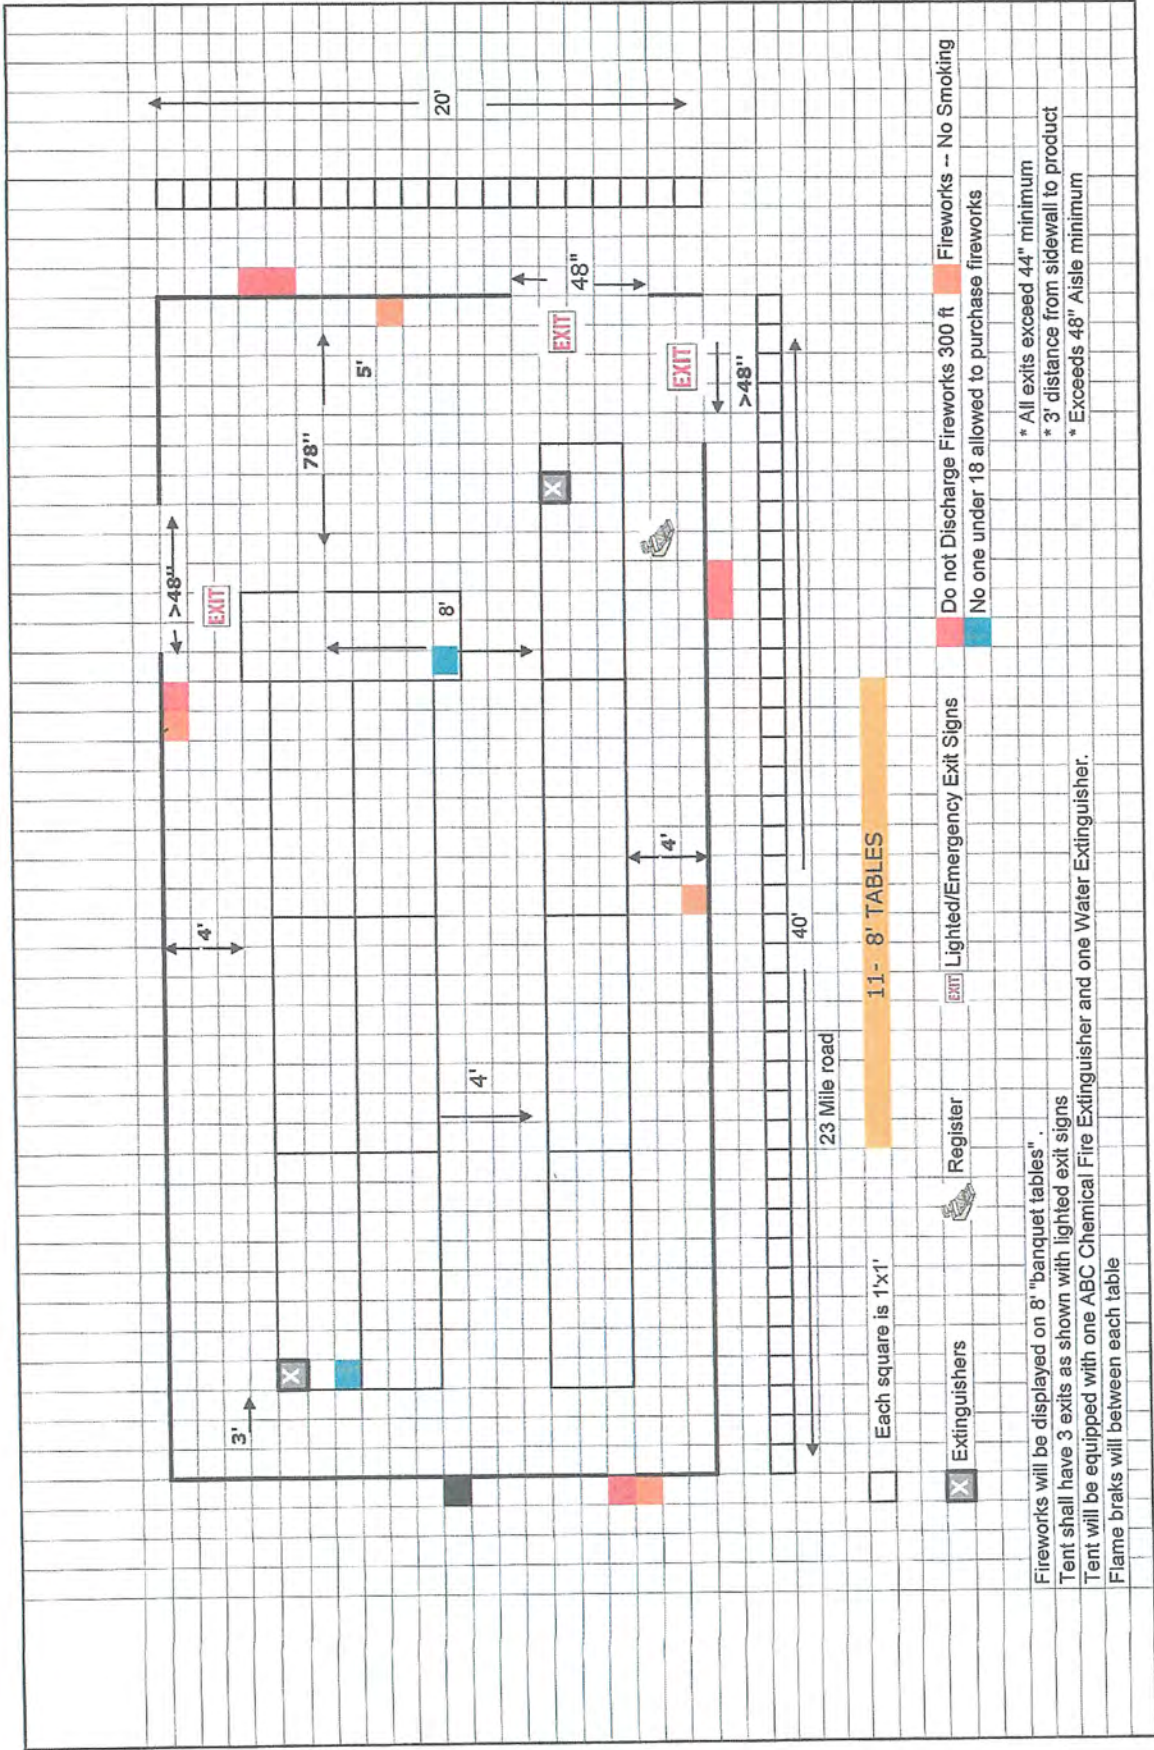 20'
>48"
EXIT
78"
5'
EXIT
48"
EXIT
>48"
4'
8'
X
3'
X
4'
4'
40'
23 Mile road
11- 8' TABLES
Each square is 1'x1'
X Extinguishers
Register
EXIT Lighted/Emergency Exit Signs
Do not Discharge Fireworks 300 ft
Fireworks -- No Smoking
No one under 18 allowed to purchase fireworks
* All exits exceed 44" minimum
* 3' distance from sidewall to product
* Exceeds 48" Aisle minimum
Fireworks will be displayed on 8' "banquet tables" .
Tent shall have 3 exits as shown with lighted exit signs
Tent will be equipped with one ABC Chemical Fire Extinguisher and one Water Extinguisher.
Flame braks will between each table